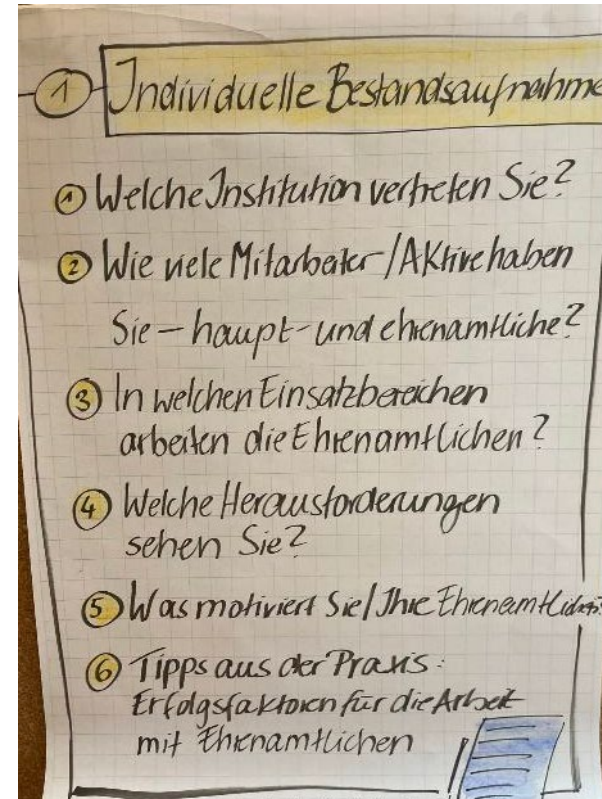 1 Individuelle Bestandsaufnahme
1 Welche Institution vertreten Sie?
2 Wie viele Mitarbeiter/Aktive haben
Sie – haupt- und ehrenamtliche?
3 In welchen Einsatzbereichen
arbeiten die Ehrenamtlichen?
4 Welche Herausforderungen
sehen Sie?
5 Was motiviert Sie/Ihre Ehrenamtlichen?
6 Tipps aus der Praxis:
Erfolgsfaktoren für die Arbeit
mit Ehrenamtlichen